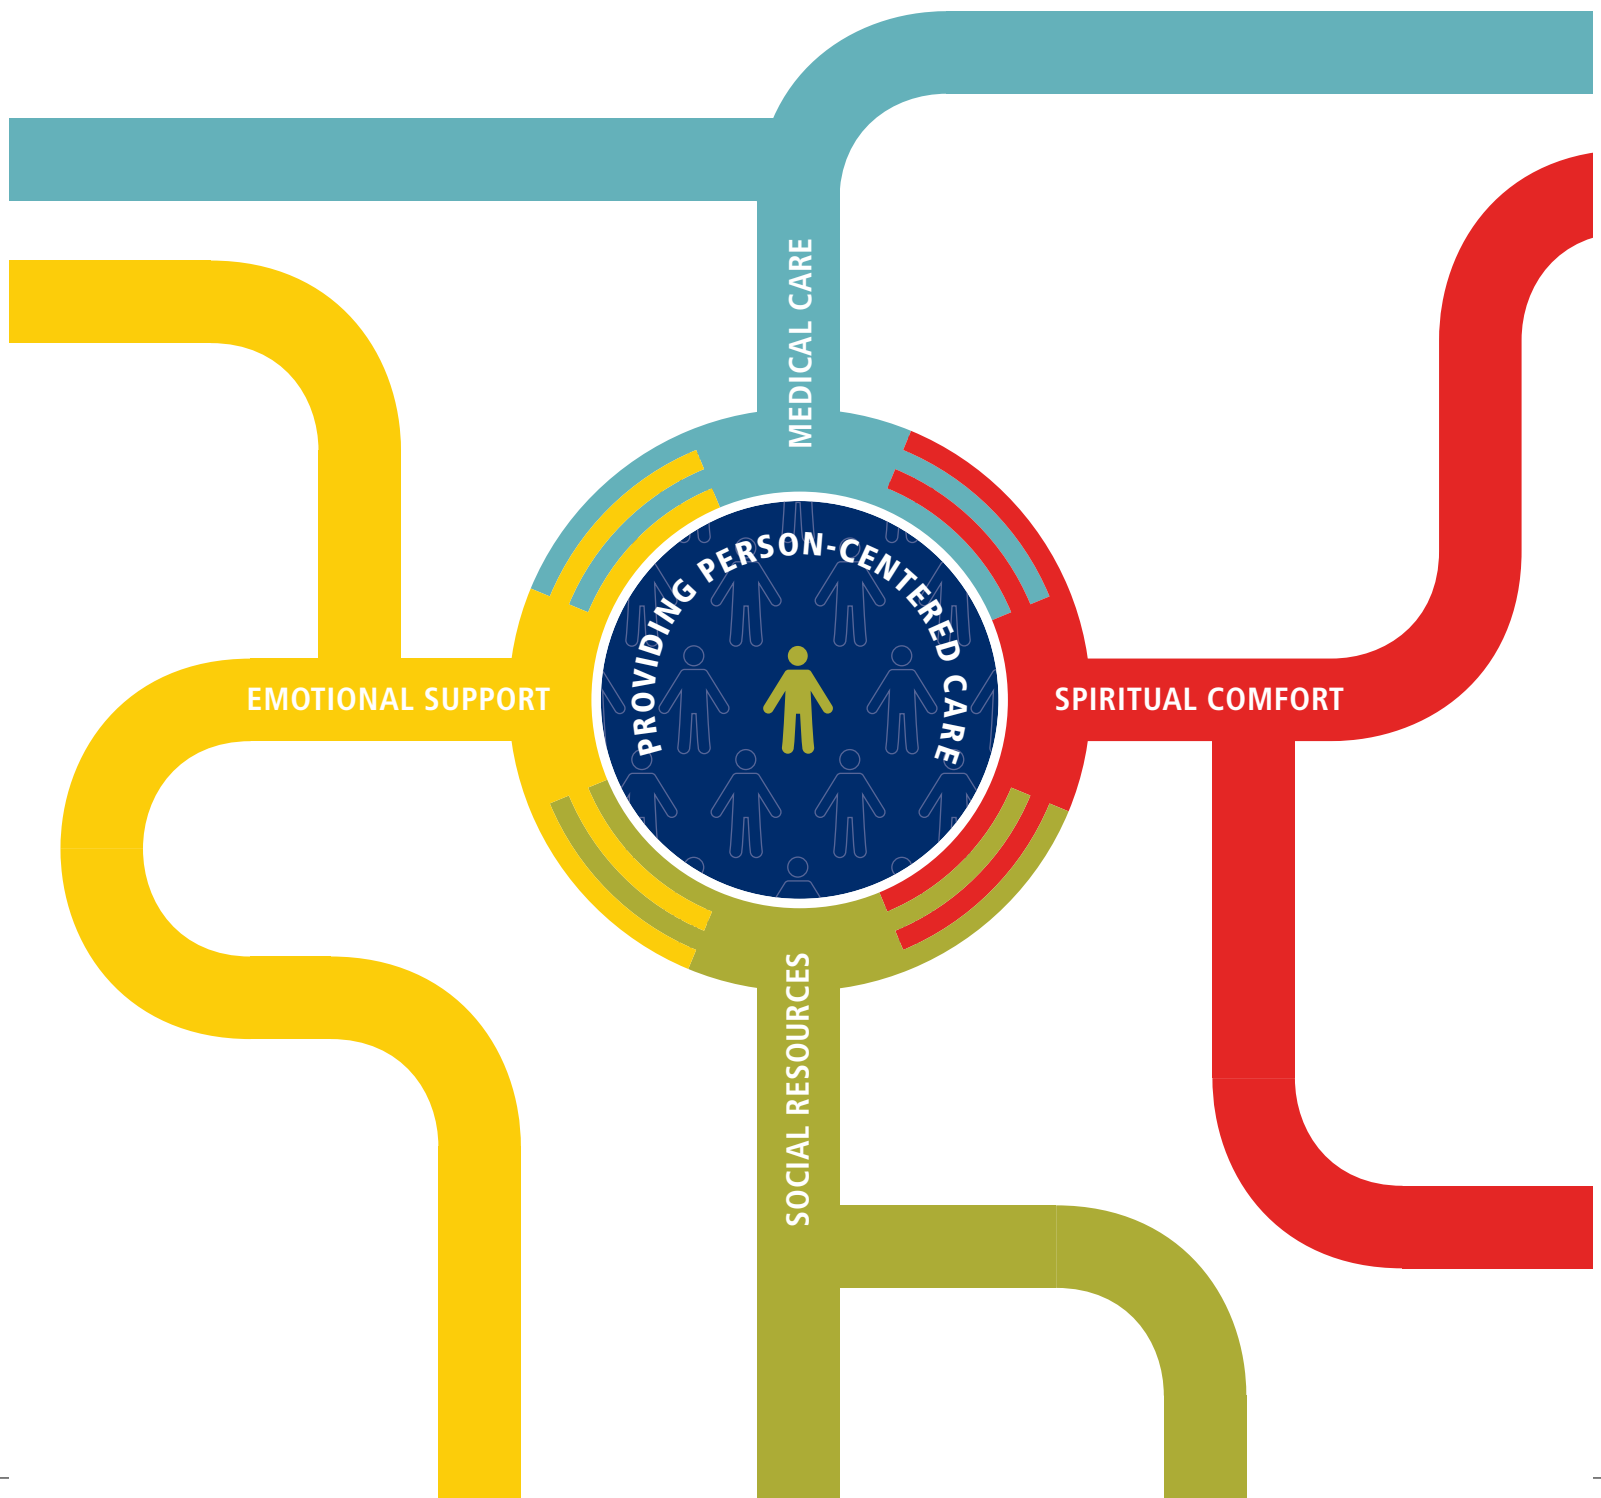 MEDICAL CARE
PROVIDING PERSON-CENTERED CARE
EMOTIONAL SUPPORT
SPIRITUAL COMFORT
SOCIAL RESOURCES